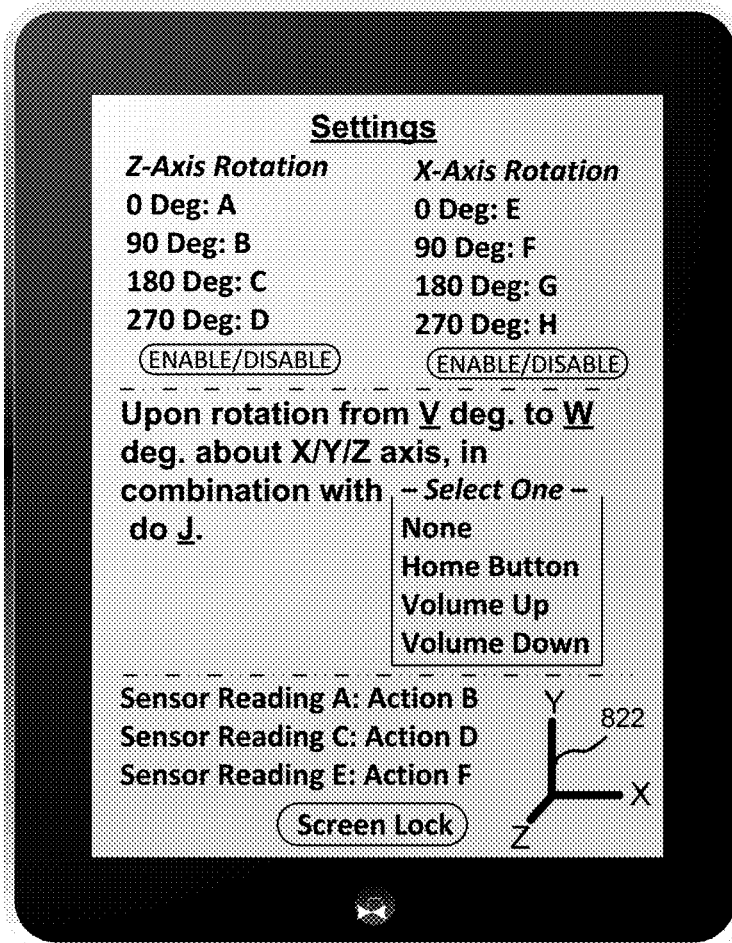 Settings
Z-Axis Rotation
0 Deg: A
90 Deg: B
180 Deg: C
270 Deg: D
ENABLE/DISABLE
X-Axis Rotation
0 Deg: E
90 Deg: F
180 Deg: G
270 Deg: H
ENABLE/DISABLE
Upon rotation from V deg. to W
deg. about X/Y/Z axis, in
combination with
do J.
– Select One –
None
Home Button
Volume Up
Volume Down
Sensor Reading A: Action B
Sensor Reading C: Action D
Sensor Reading E: Action F
Screen Lock
Y
822
X
Z